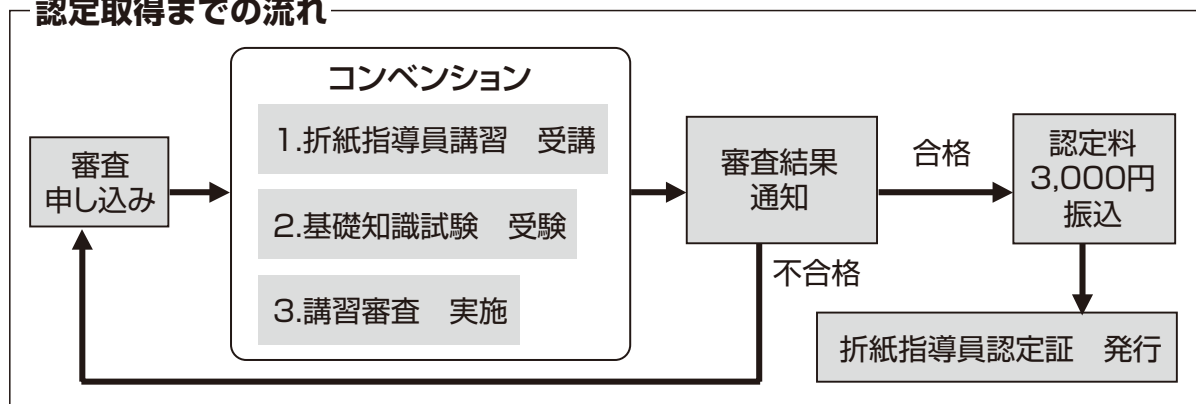 認定取得までの流れ
コンベンション
1.折紙指導員講習　受講
2.基礎知識試験　受験
3.講習審査　実施
審査
申し込み
審査結果
通知
合格
不合格
認定料
3,000円
振込
折紙指導員認定証　発行